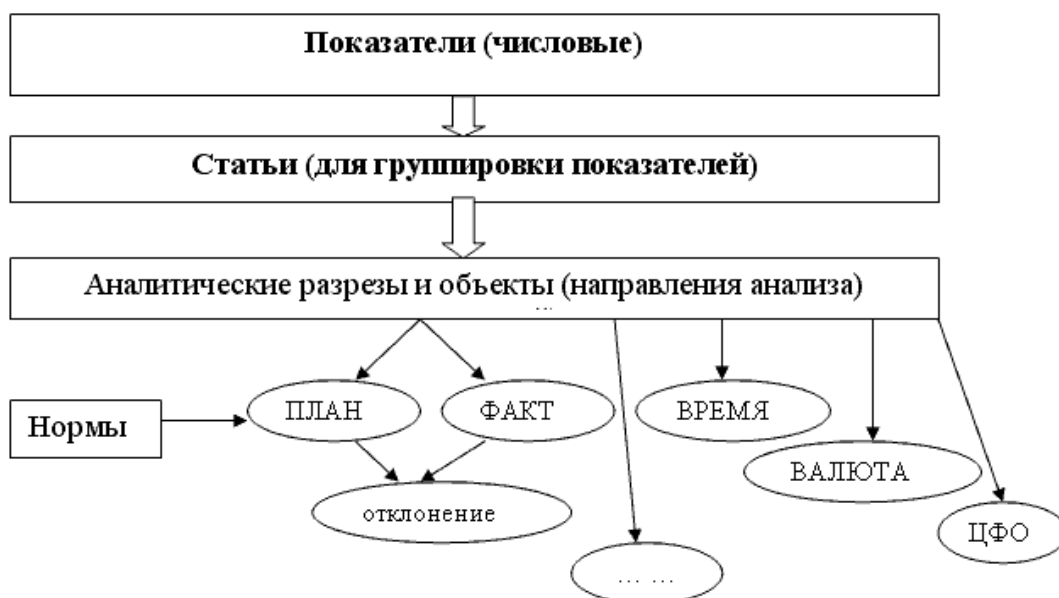 Показатели (числовые)
Статьи (для группировки показателей)
Аналитические разрезы и объекты (направления анализа)
...
Нормы
ПЛАН
ФАКТ
ВРЕМЯ
ВАЛЮТА
отклонение
ЦФО
... ...